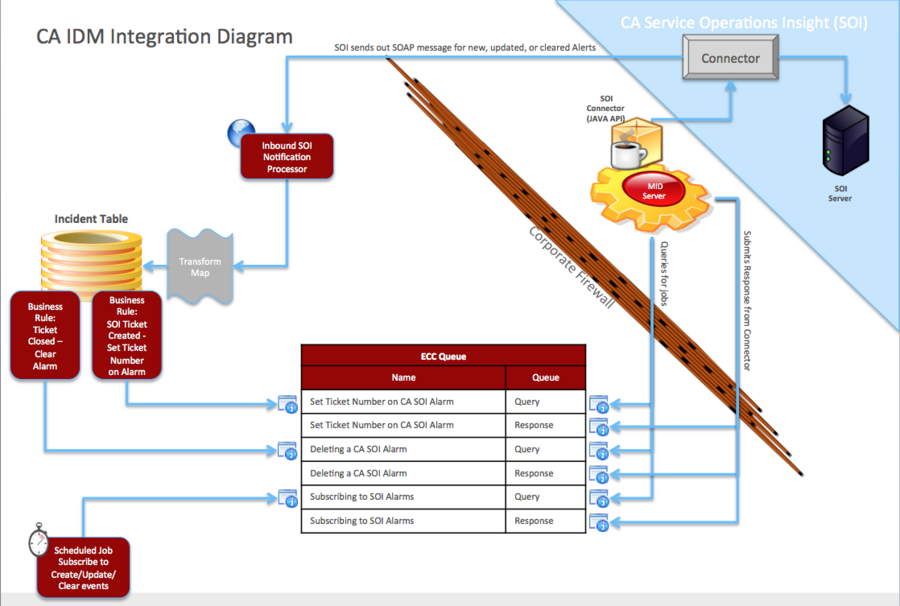 CA IDM Integration Diagram
CA Service Operations Insight (SOI)
SOI sends out SOAP message for new, updated, or cleared Alerts
Connector
SOI
Connector
(JAVA API)
Inbound SOI
Notification
Processor
MID
Server
SOI
Server
Incident Table
Transform
Map
Corporate Firewall
Queries for jobs
Submits Response from Connector
Business
Rule:
Ticket
Closed –
Clear
Alarm
Business
Rule:
SOI Ticket
Created -
Set Ticket
Number
on Alarm
ECC Queue
Name Queue
Set Ticket Number on CA SOI Alarm Query
Set Ticket Number on CA SOI Alarm Response
Deleting a CA SOI Alarm Query
Deleting a CA SOI Alarm Response
Subscribing to SOI Alarms Query
Subscribing to SOI Alarms Response
Scheduled Job
Subscribe to
Create/Update/
Clear events